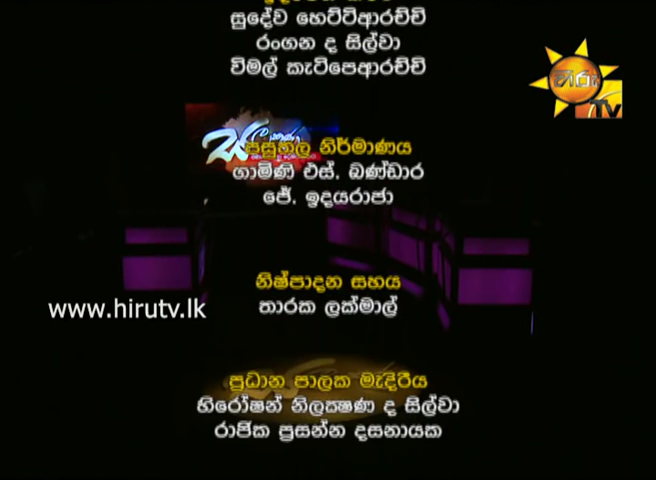 සුදේව හෙට්ටිආරච්චි
රංගන ද සිල්වා
විමල් කැටිපෙආරච්චි
හිරු
TV
පසුතල නිර්මාණය
ගාමිණි එස්. බණ්ඩාර
ජේ. ඉදයරාජා
නිෂ්පාදන සහය
www.hirutv.lk
තාරක ලක්මාල්
ප්‍රධාන පාලක මැදිරිය
හිරෝෂන් නිලක්ෂණ ද සිල්වා
රාජික ප්‍රසන්න දසනායක